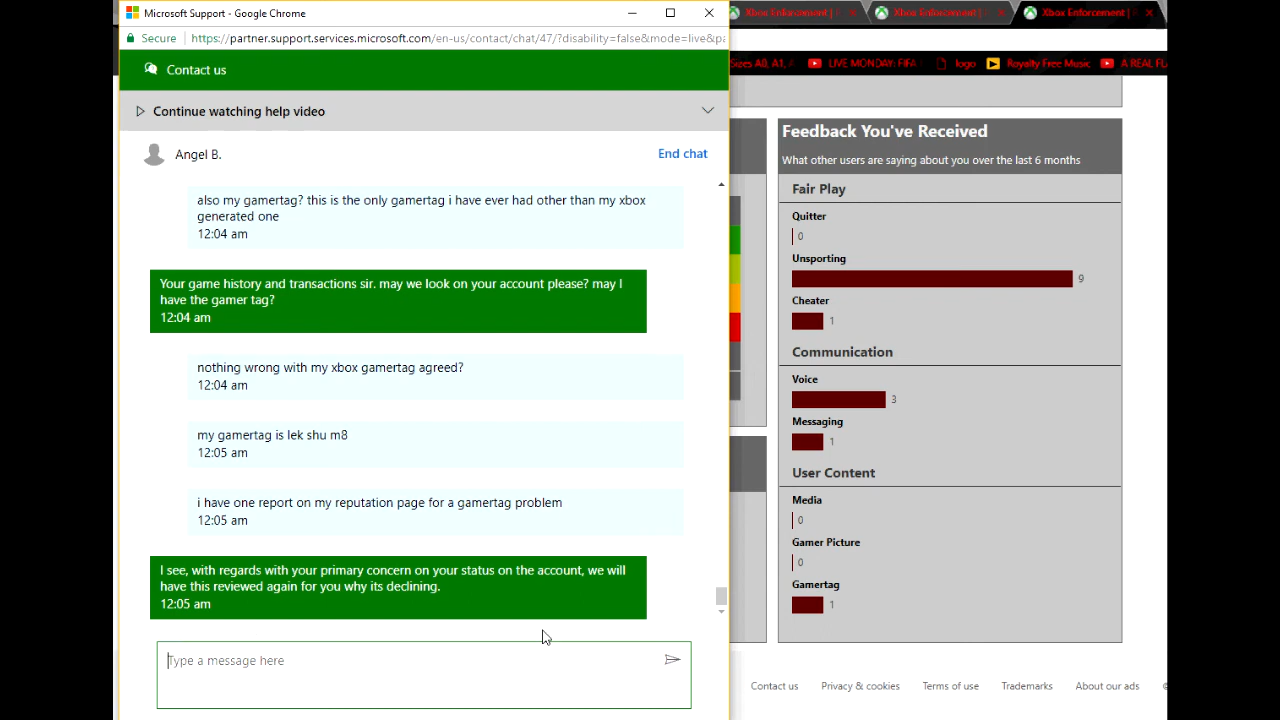 Microsoft Support - Google Chrome
Secure
https://partner.support.services.microsoft.com/en-us/contact/chat/47/?disability=false&mode=live&pa
Contact us
Continue watching help video
Angel B.
End chat
also my gamertag? this is the only gamertag i have ever had other than my xbox
generated one
12:04 am
Your game history and transactions sir. may we look on your account please? may I
have the gamer tag?
12:04 am
nothing wrong with my xbox gamertag agreed?
12:04 am
my gamertag is lek shu m8
12:05 am
i have one report on my reputation page for a gamertag problem
12:05 am
I see, with regards with your primary concern on your status on the account, we will
have this reviewed again for you why its declining.
12:05 am
Type a message here
Xbox Enforcement |
Xbox Enforcement |
Xbox Enforcement |
Sizes A0, A1,
LIVE MONDAY: FIFA
logo
Royalty Free Music
A REAL
Feedback You've Received
What other users are saying about you over the last 6 months
Fair Play
Quitter
0
Unsporting
9
Cheater
1
Communication
Voice
3
Messaging
1
User Content
Media
0
Gamer Picture
0
Gamertag
1
Contact us
Privacy & cookies
Terms of use
Trademarks
About our ads